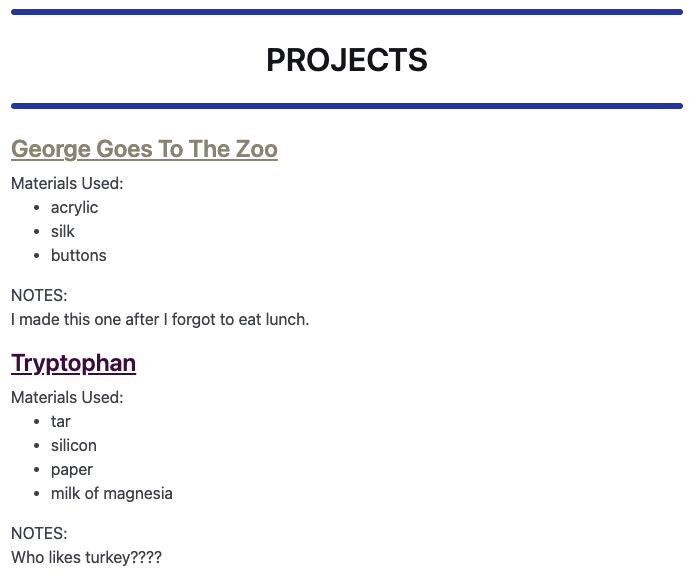 PROJECTS
George Goes To The Zoo
Materials Used:
• acrylic
• silk
• buttons
NOTES:
I made this one after I forgot to eat lunch.
Tryptophan
Materials Used:
• tar
• silicon
• paper
• milk of magnesia
NOTES:
Who likes turkey????